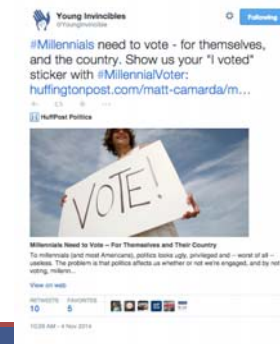 Young Invincibles
@YoungInvincible
Following
#Millennials need to vote - for themselves,
and the country. Show us your "I voted"
sticker with #MillennialVoter:
huffingtonpost.com/matt-camarda/m...
HuffPost Politics
VOTE!
Millennials Need to Vote -- For Themselves and Their Country
To millennials (and most Americans), politics looks ugly, privileged and -- worst of all --
useless. The problem is that politics affects us whether or not we're engaged, and by not
voting, millenn...
View on web
RETWEETS FAVORITES
10 5
10:28 AM - 4 Nov 2014